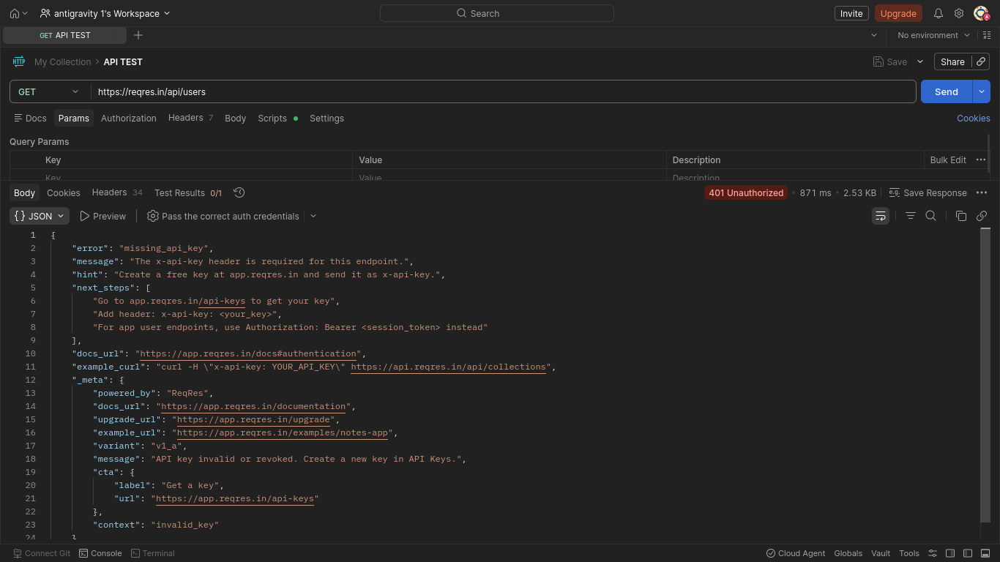 antigravity 1's Workspace
Search
Invite
Upgrade
GET API TEST
No environment
HTTP
My Collection > API TEST
Save
Share
GET
https://reqres.in/api/users
Send
Docs
Params
Authorization
Headers 7
Body
Scripts
Settings
Cookies
Query Params
Key
Value
Description
Bulk Edit
Key
Value
Description
Body
Cookies
Headers 34
Test Results 0/1
401 Unauthorized
871 ms
2.53 KB
e.g. Save Response
{} JSON
Preview
Pass the correct auth credentials
1 {
2 "error": "missing_api_key",
3 "message": "The x-api-key header is required for this endpoint.",
4 "hint": "Create a free key at app.reqres.in and send it as x-api-key.",
5 "next_steps": [
6 "Go to app.reqres.in/api-keys to get your key",
7 "Add header: x-api-key: <your_key>",
8 "For app user endpoints, use Authorization: Bearer <session_token> instead"
9 ],
10 "docs_url": "https://app.reqres.in/docs#authentication",
11 "example_curl": "curl -H \"x-api-key: YOUR_API_KEY\" https://api.reqres.in/api/collections",
12 "_meta": {
13 "powered_by": "ReqRes",
14 "docs_url": "https://app.reqres.in/documentation",
15 "upgrade_url": "https://app.reqres.in/upgrade",
16 "example_url": "https://app.reqres.in/examples/notes-app",
17 "variant": "v1_a",
18 "message": "API key invalid or revoked. Create a new key in API Keys.",
19 "cta": {
20 "label": "Get a key",
21 "url": "https://app.reqres.in/api-keys"
22 },
23 "context": "invalid_key"
24 }
Connect Git
Console
Terminal
Cloud Agent
Globals
Vault
Tools